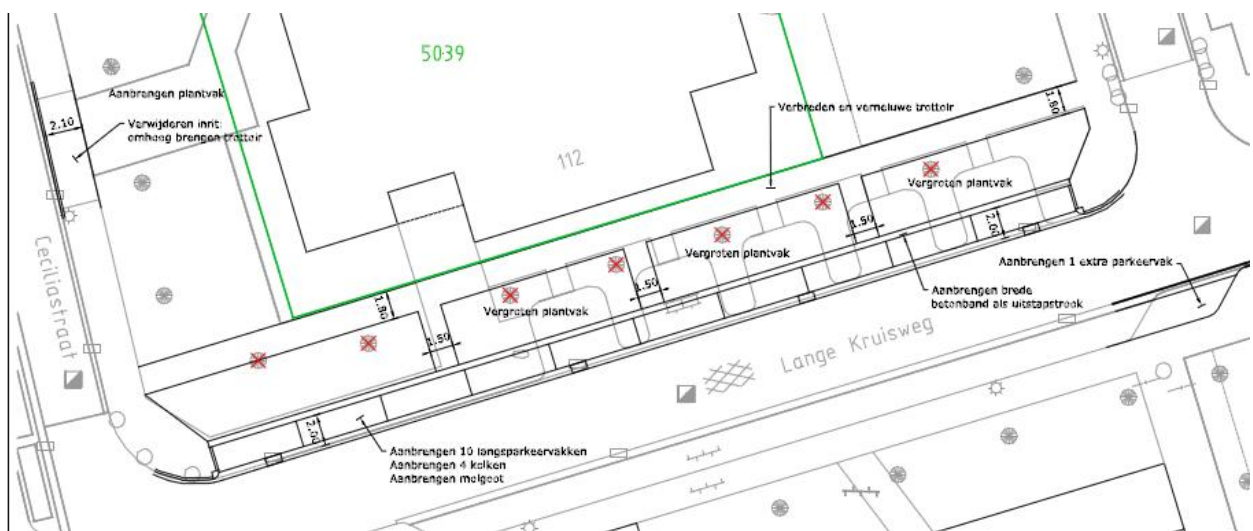 5039
Aanbrengen plantvak
Verwijderen inrit:
omhoog brengen trottoir
2.10
112
Verbreden en verneluwe trottoir
1.80
Vergroten plantvak
Vergroten plantvak
Vergroten plantvak
1.50
1.50
1.50
1.80
2.00
2.00
Aanbrengen 1 extra parkeervak
Aanbrengen brede
betonband als uitstapstrook
Ceciliastraat
Lange Kruisweg
Aanbrengen 10 langsparkeervakken
Aanbrengen 4 kolken
Aanbrengen molgoot